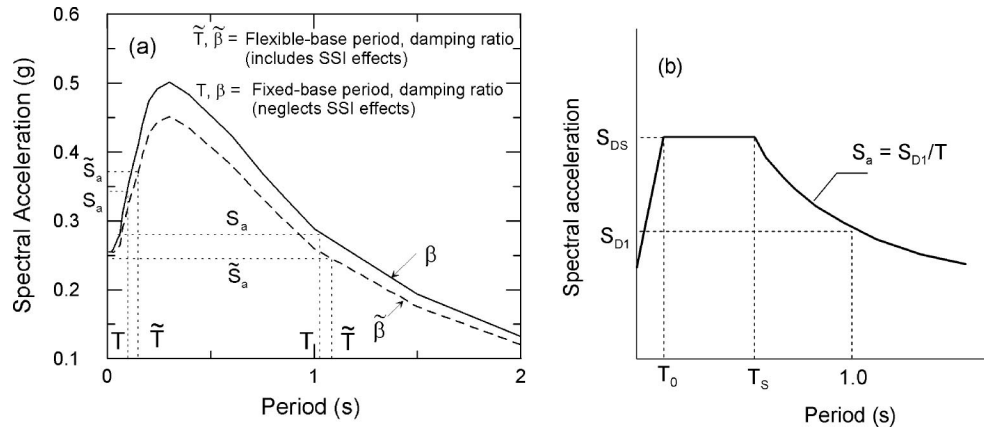 (a)
T̃, β̃ = Flexible-base period, damping ratio
(includes SSI effects)
T, β = Fixed-base period, damping ratio
(neglects SSI effects)
Spectral Acceleration (g)
0.6
0.5
0.4
0.3
0.2
0.1
S̃a
Sa
Sa
S̃a
β
β̃
T
T̃
T
T̃
0
1
2
Period (s)
(b)
Spectral acceleration
SDS
SD1
Sa = SD1/T
T0
TS
1.0
Period (s)